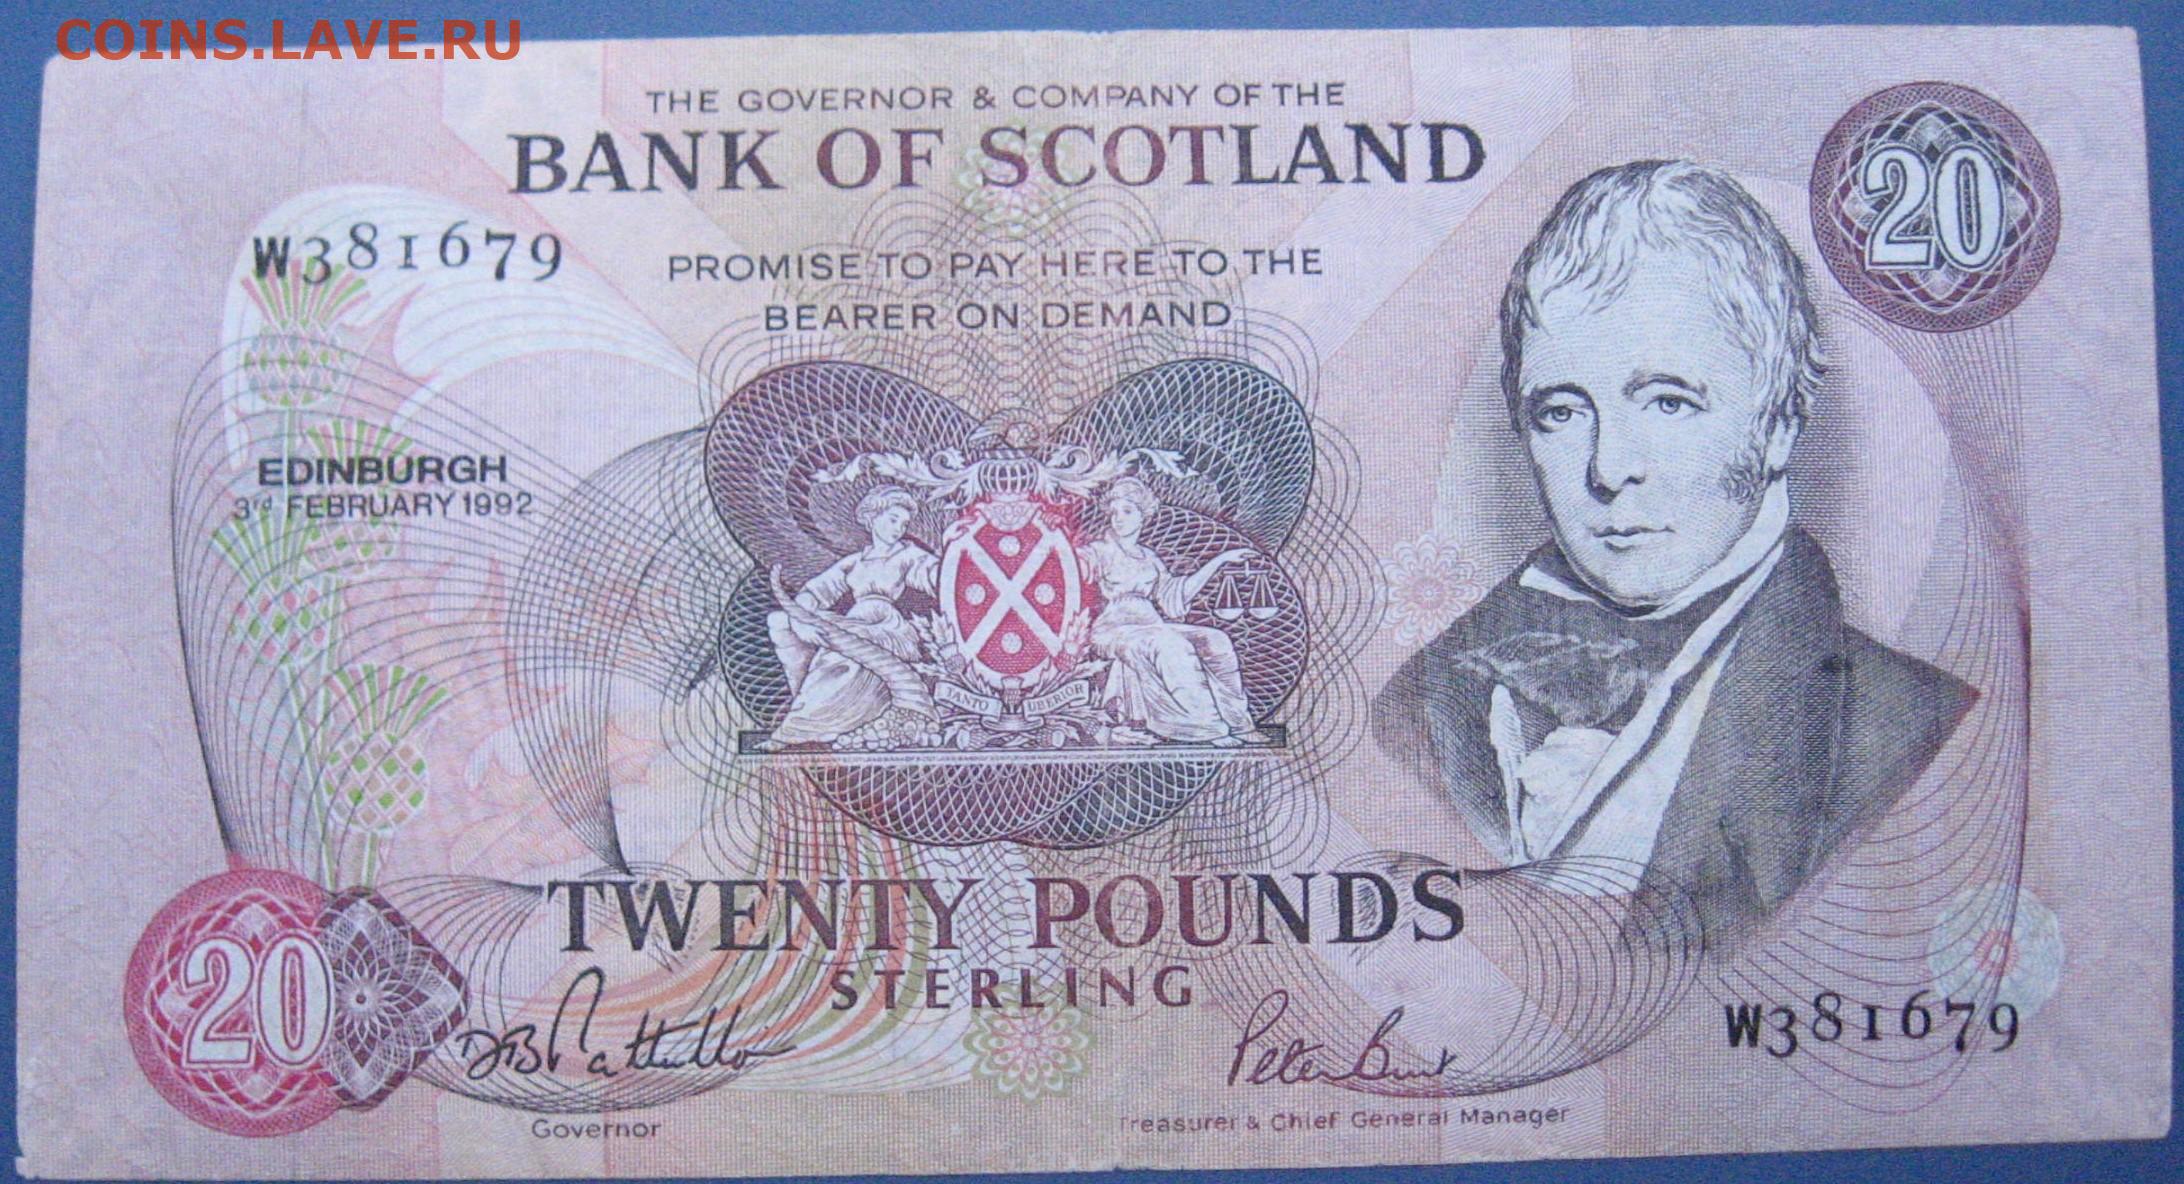 COINS.LAVE.RU
THE GOVERNOR & COMPANY OF THE
BANK OF SCOTLAND
20
W381679
PROMISE TO PAY HERE TO THE
BEARER ON DEMAND
EDINBURGH
3rd FEBRUARY 1992
TANTO UBERIOR
TWENTY POUNDS
STERLING
20
W381679
Peter Burt
Governor
Treasurer & Chief General Manager